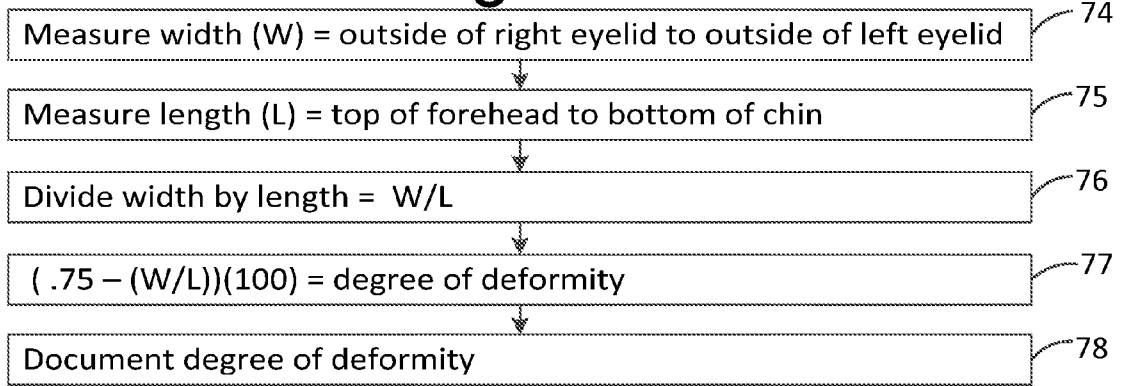 Measure width (W) = outside of right eyelid to outside of left eyelid
74
Measure length (L) = top of forehead to bottom of chin
75
Divide width by length = W/L
76
( .75 – (W/L))(100) = degree of deformity
77
Document degree of deformity
78